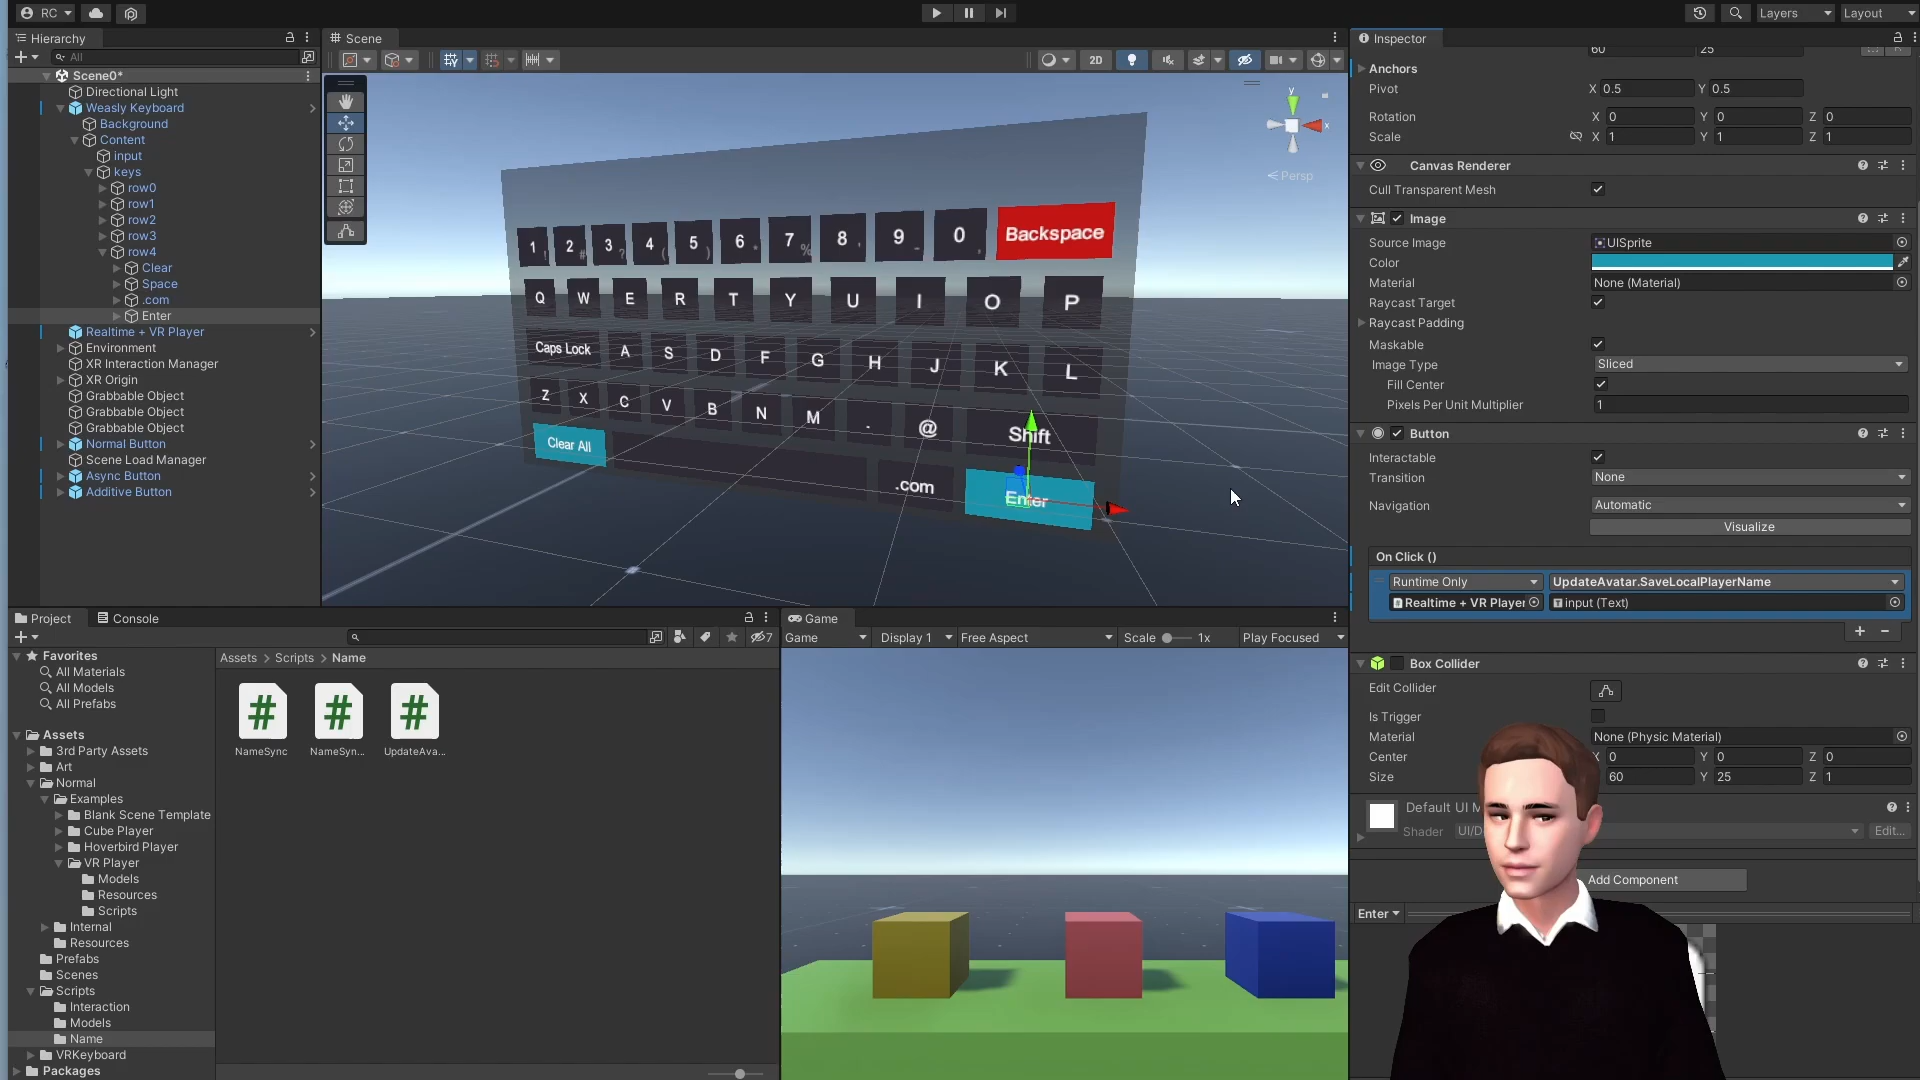 RC
Layers
Layout
Hierarchy
All
Scene0*
Directional Light
Weasly Keyboard
Background
Content
input
keys
row0
row1
row2
row3
row4
Clear
Space
.com
Enter
Realtime + VR Player
Environment
XR Interaction Manager
XR Origin
Grabbable Object
Grabbable Object
Grabbable Object
Normal Button
Scene Load Manager
Async Button
Additive Button
Scene
2D
y
x
Persp
1 2 # 3 ? 4 ( 5 ) 6 * 7 % 8 9 - 0 , Backspace
Q W E R T Y U I O P
Caps Lock A S D F G H J K L
Z X C V B N M . @ Shift
Clear All .com Enter
Project
Console
7
Favorites
All Materials
All Models
All Prefabs
Assets
3rd Party Assets
Art
Normal
Examples
Blank Scene Template
Cube Player
Hoverbird Player
VR Player
Models
Resources
Scripts
Internal
Resources
Prefabs
Scenes
Scripts
Interaction
Models
Name
VRKeyboard
Packages
Assets > Scripts > Name
# # #
NameSync NameSyn... UpdateAva...
Game
Game Display 1 Free Aspect Scale 1x Play Focused
Inspector
60 25
Anchors
Pivot X 0.5 Y 0.5
Rotation X 0 Y 0 Z 0
Scale X 1 Y 1 Z 1
Canvas Renderer
Cull Transparent Mesh
Image
Source Image UISprite
Color
Material None (Material)
Raycast Target
Raycast Padding
Maskable
Image Type Sliced
Fill Center
Pixels Per Unit Multiplier 1
Button
Interactable
Transition None
Navigation Automatic
Visualize
On Click ()
Runtime Only UpdateAvatar.SaveLocalPlayerName
Realtime + VR Player input (Text)
+ −
Box Collider
Edit Collider
Is Trigger
Material None (Physic Material)
Center X 0 Y 0 Z 0
Size 60 Y 25 Z 1
Default UI M
Shader UI/D Edit...
Add Component
Enter